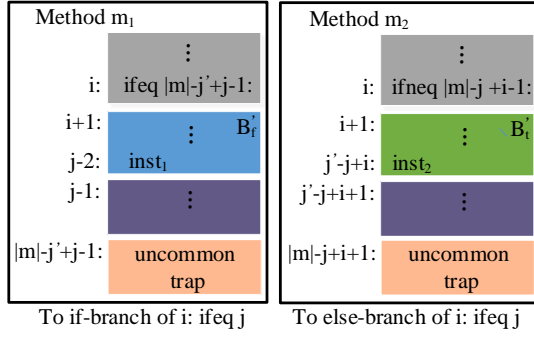 Method m1
⋮
i: ifeq |m|-j'+j-1:
i+1: B'f
⋮
j-2: inst1
j-1:
⋮
|m|-j'+j-1: uncommon
trap
To if-branch of i: ifeq j
Method m2
⋮
i: ifneq |m|-j +i-1:
i+1: B't
⋮
j'-j+i: inst2
j'-j+i+1:
⋮
|m|-j+i+1: uncommon
trap
To else-branch of i: ifeq j